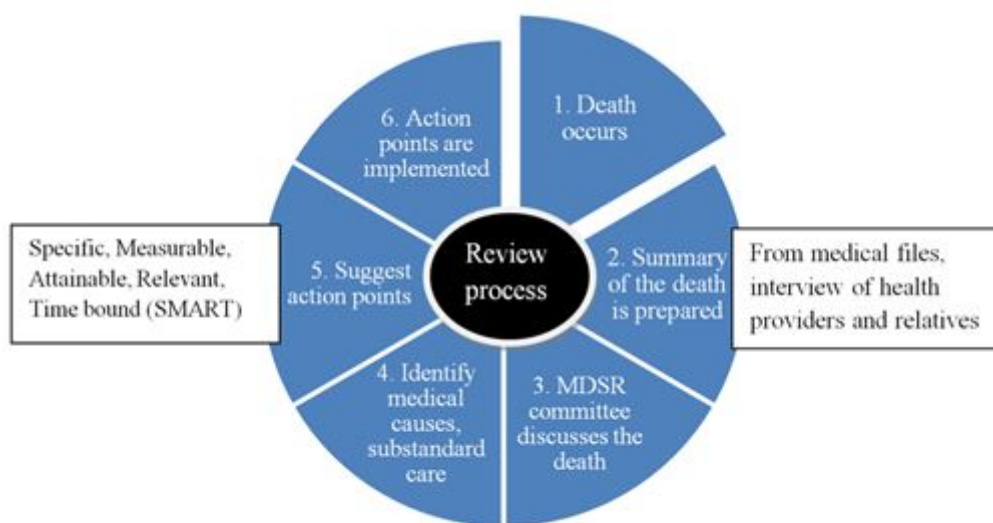 1. Death
occurs
2. Summary
of the death
is prepared
From medical files,
interview of health
providers and relatives
3. MDSR
committee
discusses the
death
4. Identify
medical
causes,
substandard
care
5. Suggest
action points
Specific, Measurable,
Attainable, Relevant,
Time bound (SMART)
6. Action
points are
implemented
Review
process